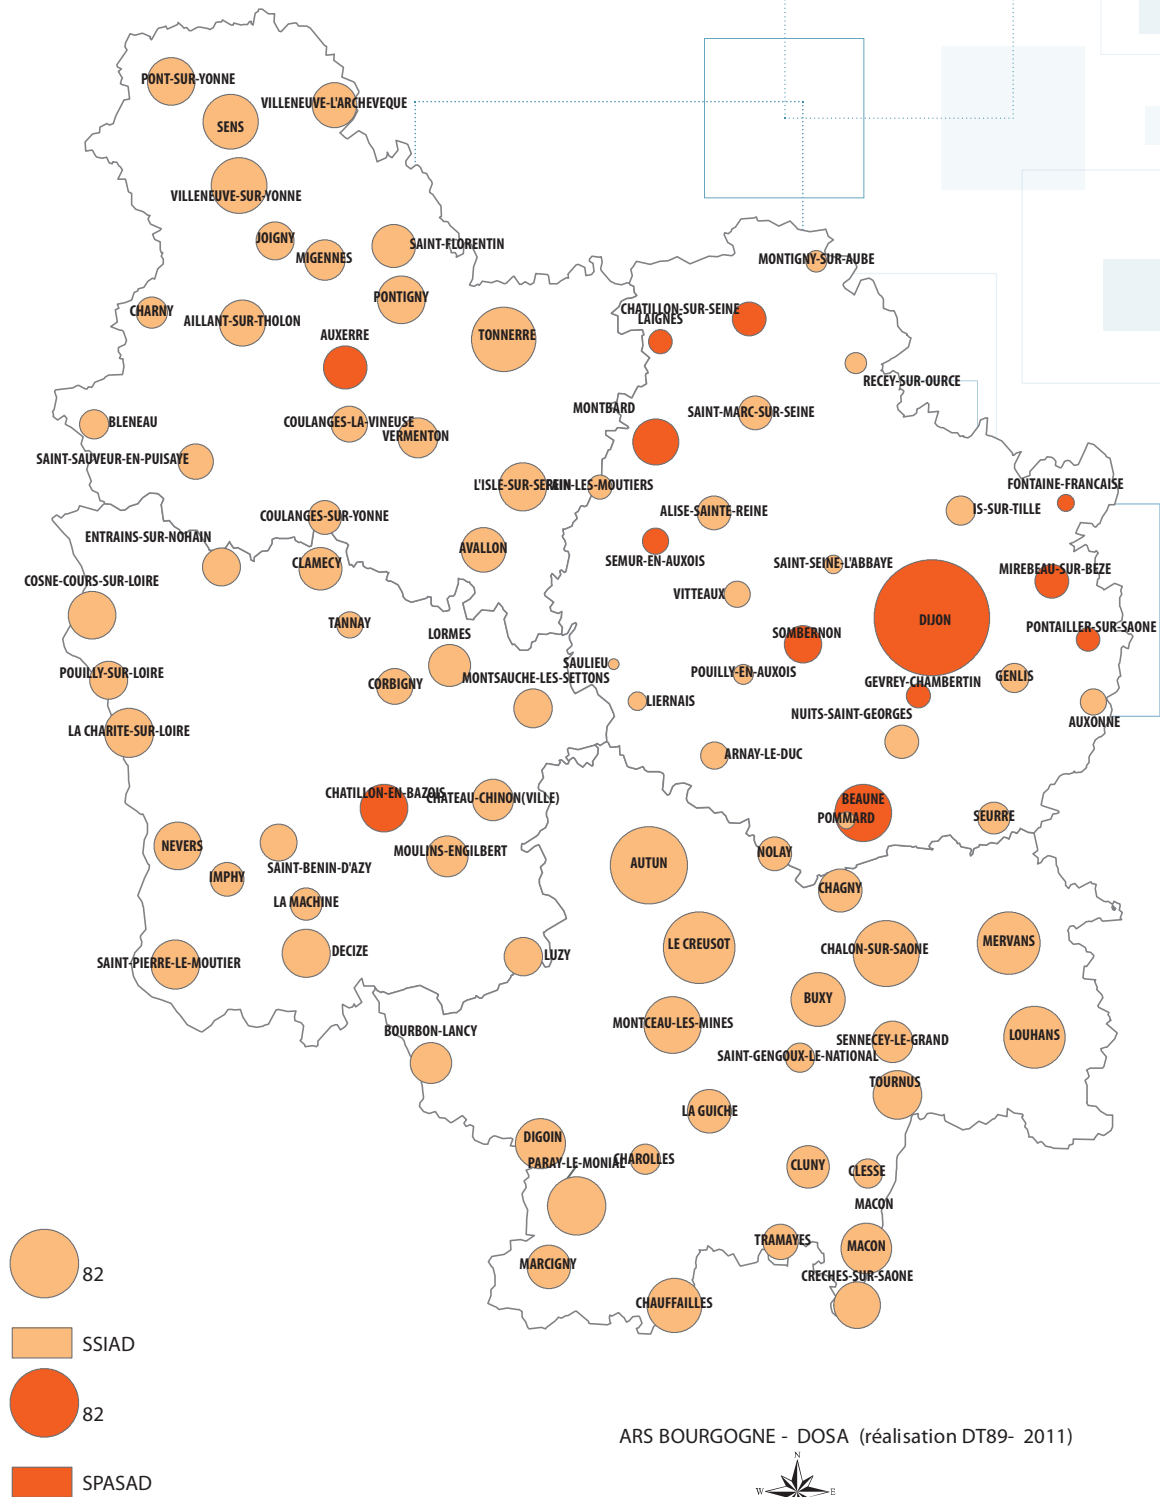 PONT-SUR-YONNE
VILLENEUVE-L'ARCHEVEQUE
SENS
VILLENEUVE-SUR-YONNE
JOIGNY
SAINT-FLORENTIN
MIGENNES
MONTIGNY-SUR-AUBE
PONTIGNY
CHARNY
AILLANT-SUR-THOLON
CHATILLON-SUR-SEINE
LAIGNES
AUXERRE
TONNERRE
RECEY-SUR-OURCE
MONTBARD
SAINT-MARC-SUR-SEINE
BLENEAU
COULANGES-LA-VINEUSE
VERMENTON
SAINT-SAUVEUR-EN-PUISAYE
L'ISLE-SUR-SEREIN
-LES-MOUTIERS
FONTAINE-FRANCAISE
ALISE-SAINTE-REINE
IS-SUR-TILLE
COULANGES-SUR-YONNE
ENTRAINS-SUR-NOHAIN
AVALLON
SEMUR-EN-AUXOIS
SAINT-SEINE-L'ABBAYE
CLAMECY
MIREBEAU-SUR-BEZE
COSNE-COURS-SUR-LOIRE
VITTEAUX
TANNAY
DIJON
PONTAILLER-SUR-SAONE
LORMES
SOMBERNON
SAULIEU
POUILLY-SUR-LOIRE
POUILLY-EN-AUXOIS
MONTSAUCHE-LES-SETTONS
GENLIS
CORBIGNY
GEVREY-CHAMBERTIN
LIERNAIS
NUITS-SAINT-GEORGES
AUXONNE
LA CHARITE-SUR-LOIRE
ARNAY-LE-DUC
CHATILLON-EN-BAZOIS
CHATEAU-CHINON(VILLE)
BEAUNE
POMMARD
SEURRE
NEVERS
MOULINS-ENGILBERT
NOLAY
AUTUN
SAINT-BENIN-D'AZY
IMPHY
CHAGNY
LA MACHINE
LE CREUSOT
MERVANS
CHALON-SUR-SAONE
DECIZE
LUZY
SAINT-PIERRE-LE-MOUTIER
BUXY
MONTCEAU-LES-MINES
BOURBON-LANCY
LOUHANS
SENNECEY-LE-GRAND
SAINT-GENGOUX-LE-NATIONAL
TOURNUS
LA GUICHE
DIGOIN
PARAY-LE-MONIAL
CHAROLLES
CLUNY
CLESSE
MACON
TRAMAYES
MACON
MARCIGNY
CRECHES-SUR-SAONE
CHAUFFAILLES
82
SSIAD
82
SPASAD
ARS BOURGOGNE - DOSA (réalisation DT89- 2011)
N
W
E